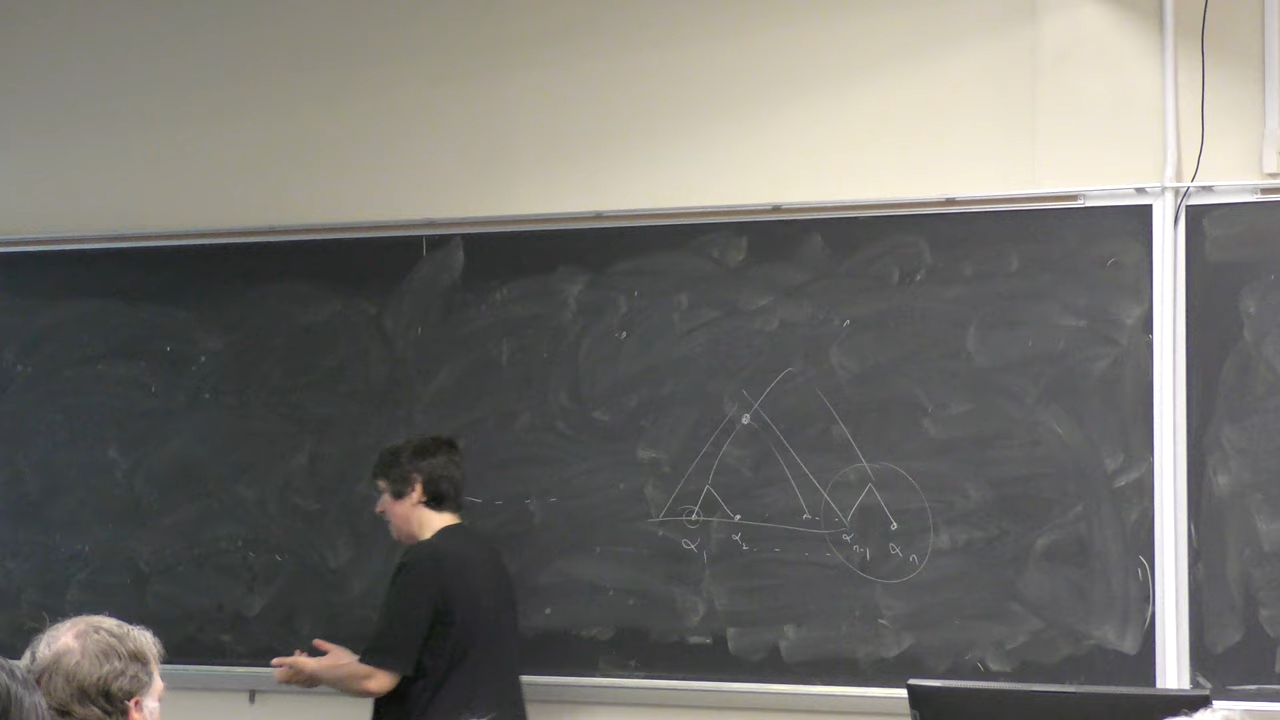 α₁ α₂ . . . . . αₙ₋₁ αₙ